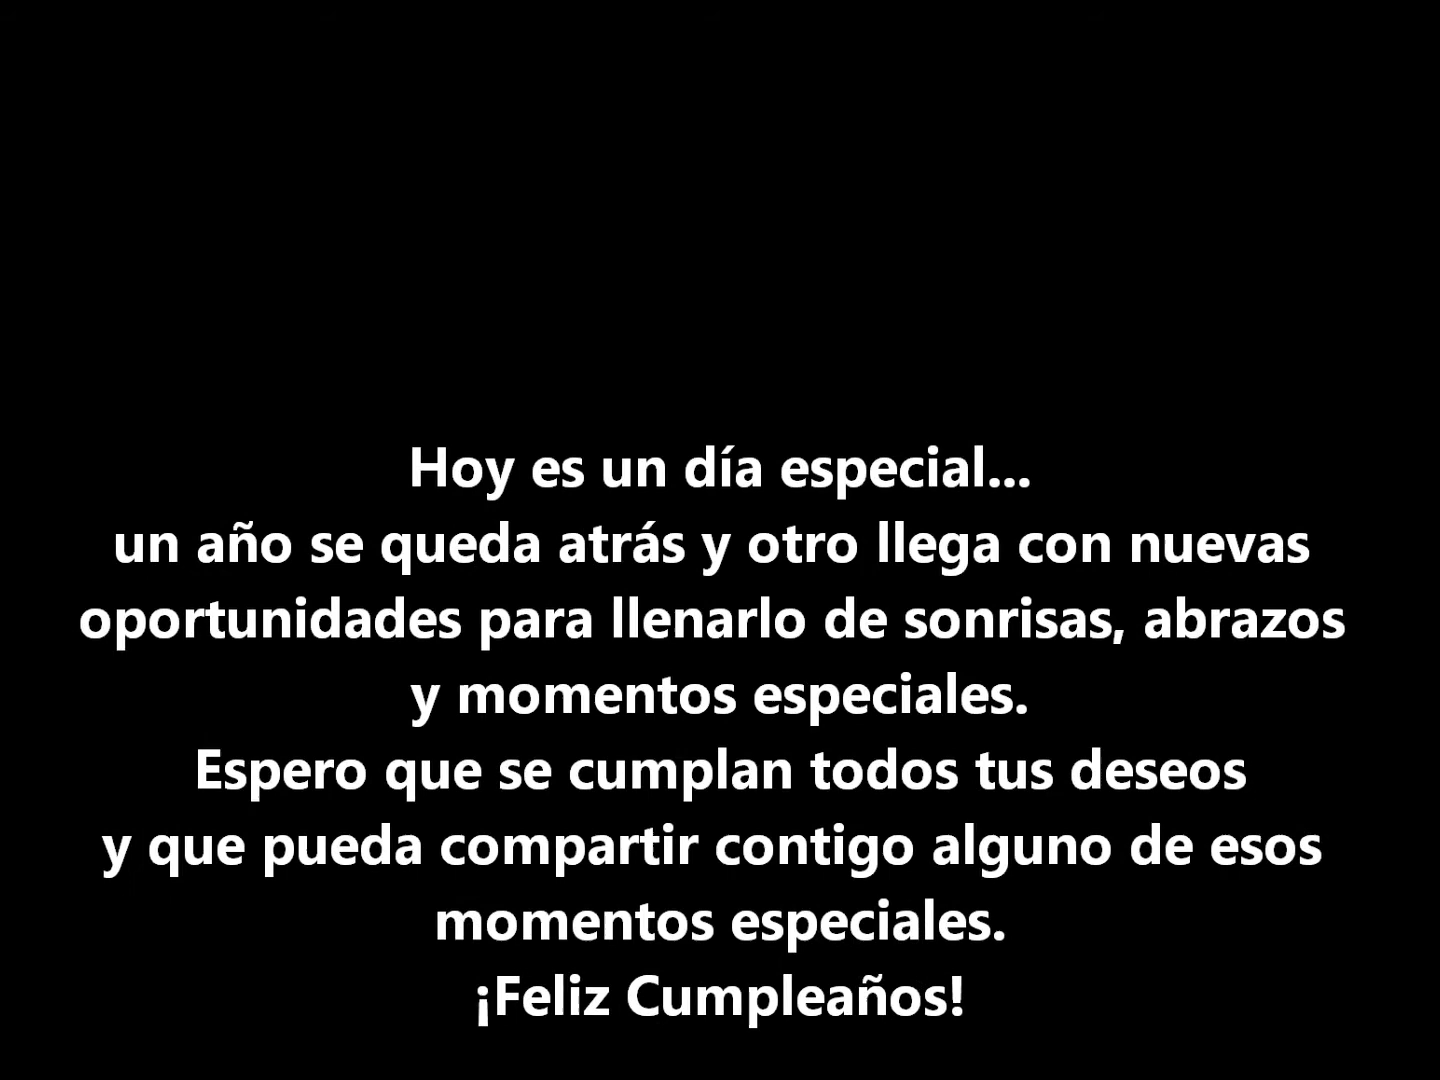 Hoy es un día especial...
un año se queda atrás y otro llega con nuevas
oportunidades para llenarlo de sonrisas, abrazos
y momentos especiales.
Espero que se cumplan todos tus deseos
y que pueda compartir contigo alguno de esos
momentos especiales.
¡Feliz Cumpleaños!